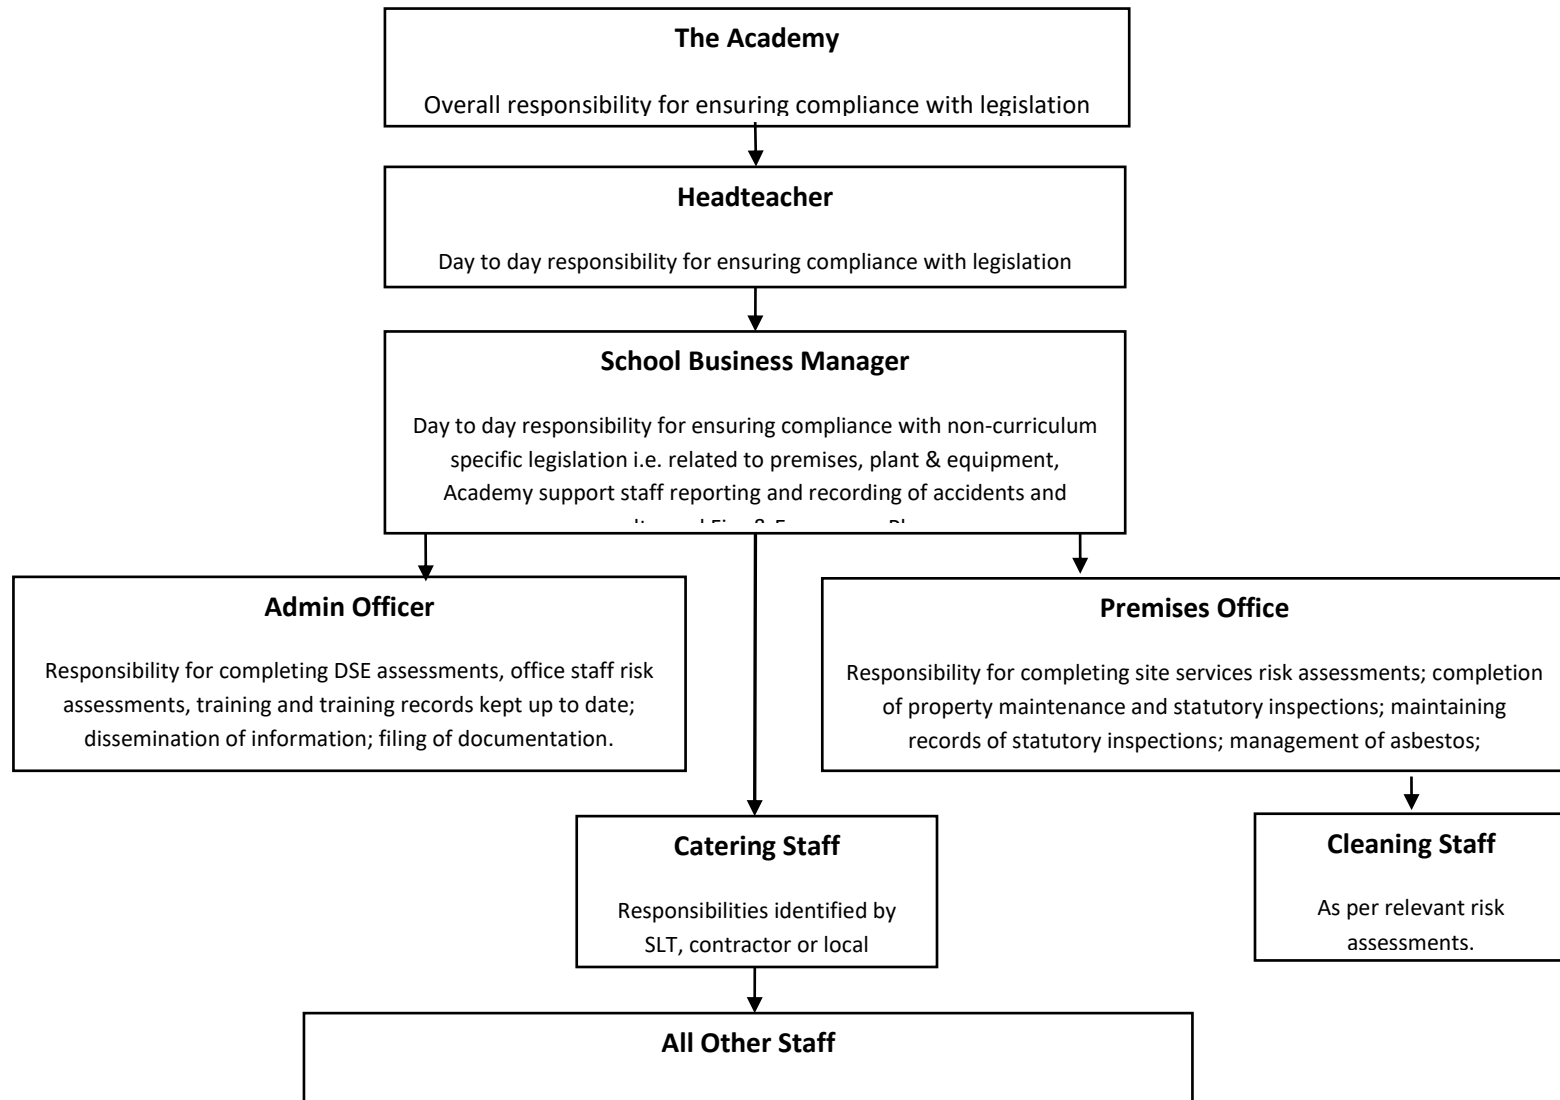 The Academy
Overall responsibility for ensuring compliance with legislation
Headteacher
Day to day responsibility for ensuring compliance with legislation
School Business Manager
Day to day responsibility for ensuring compliance with non-curriculum
specific legislation i.e. related to premises, plant & equipment,
Academy support staff reporting and recording of accidents and
Admin Officer
Responsibility for completing DSE assessments, office staff risk
assessments, training and training records kept up to date;
dissemination of information; filing of documentation.
Premises Office
Responsibility for completing site services risk assessments; completion
of property maintenance and statutory inspections; maintaining
records of statutory inspections; management of asbestos;
Catering Staff
Responsibilities identified by
SLT, contractor or local
Cleaning Staff
As per relevant risk
assessments.
All Other Staff